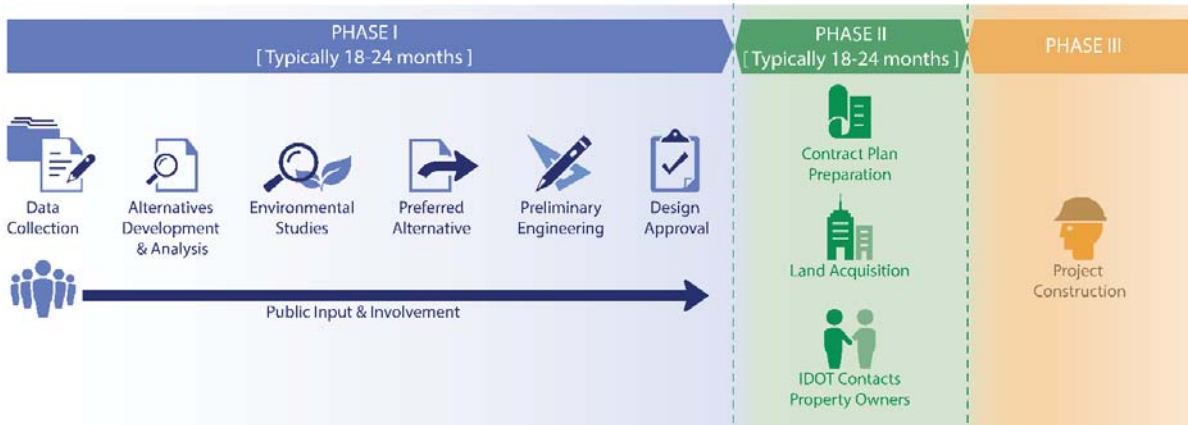 PHASE I
[ Typically 18-24 months ]
PHASE II
[ Typically 18-24 months ]
PHASE III
Data
Collection
Alternatives
Development
& Analysis
Environmental
Studies
Preferred
Alternative
Preliminary
Engineering
Design
Approval
Public Input & Involvement
Contract Plan
Preparation
Land Acquisition
IDOT Contacts
Property Owners
Project
Construction